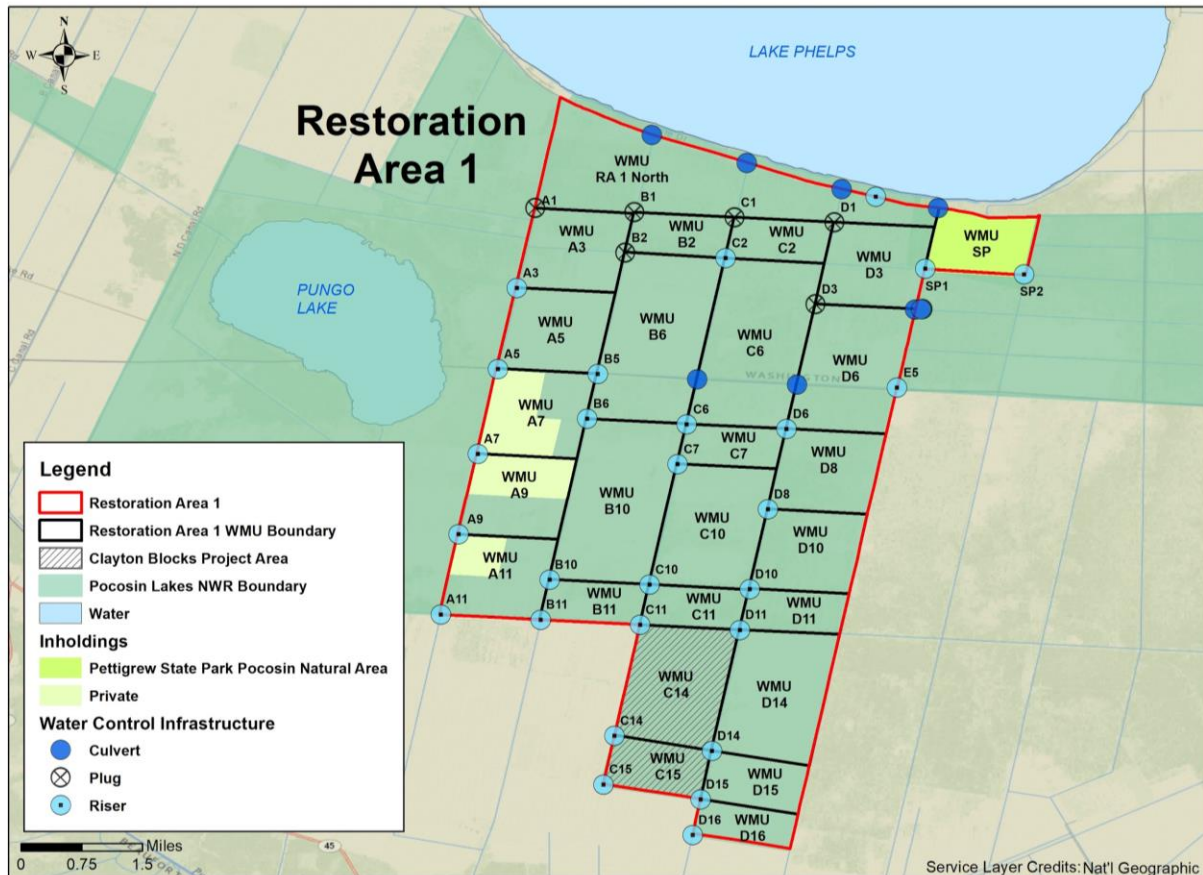 N
W
E
S
LAKE PHELPS
Restoration
Area 1
WMU
RA 1 North
A1
B1
C1
D1
WMU
A3
B2
WMU
B2
C2
WMU
C2
WMU
D3
WMU
SP
SP1
SP2
N D Canal Rd
PUNGO
LAKE
A3
D3
WMU
A5
WMU
B6
WMU
C6
WMU
D6
WASHINGTON
A5
B5
E5
WMU
A7
B6
C6
D6
A7
C7
WMU
C7
WMU
D8
WMU
A9
WMU
B10
WMU
C10
D8
WMU
D10
A9
WMU
A11
B10
C10
D10
A11
B11
WMU
B11
C11
WMU
C11
D11
WMU
D11
WMU
C14
WMU
D14
C14
D14
WMU
C15
C15
D15
WMU
D15
D16
WMU
D16
Legend
Restoration Area 1
Restoration Area 1 WMU Boundary
Clayton Blocks Project Area
Pocosin Lakes NWR Boundary
Water
Inholdings
Pettigrew State Park Pocosin Natural Area
Private
Water Control Infrastructure
Culvert
Plug
Riser
Miles
0 0.75 1.5
45
Service Layer Credits: Nat'l Geographic